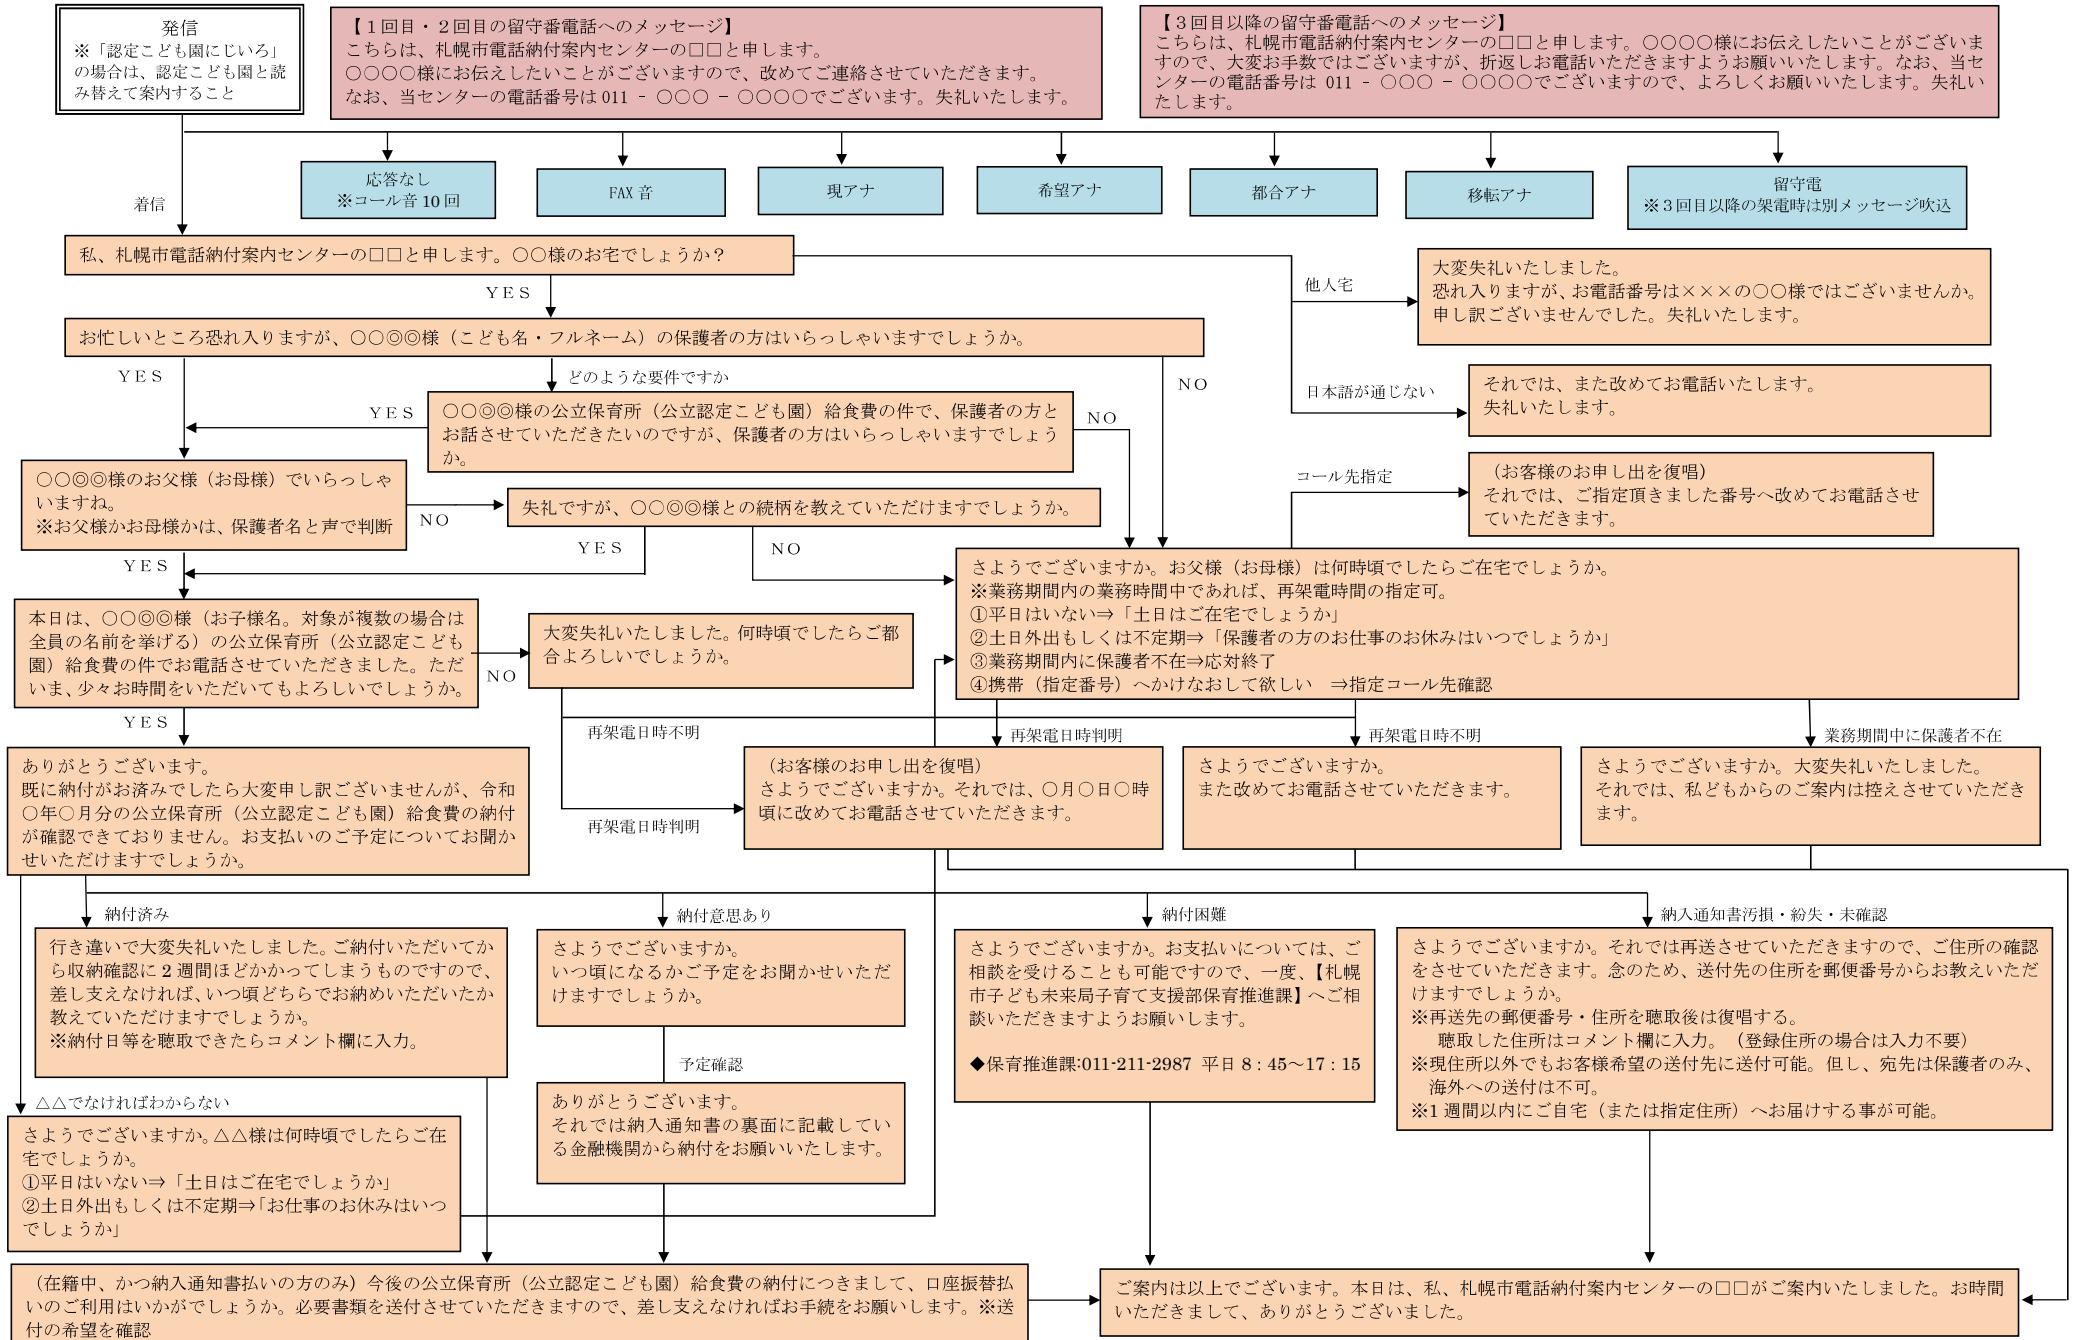 発信
※「認定こども園にじいろ」
の場合は、認定こども園と読
み替えて案内すること
【１回目・２回目の留守番電話へのメッセージ】
こちらは、札幌市電話納付案内センターの□□と申します。
○○○○様にお伝えしたいことがございますので、改めてご連絡させていただきます。
なお、当センターの電話番号は 011 － ○○○ － ○○○○でございます。失礼いたします。
【３回目以降の留守番電話へのメッセージ】
こちらは、札幌市電話納付案内センターの□□と申します。○○○○様にお伝えしたいことがございま
すので、大変お手数ではございますが、折返しお電話いただきますようお願いいたします。なお、当セ
ンターの電話番号は 011 － ○○○ － ○○○○でございますので、よろしくお願いいたします。失礼い
たします。
応答なし
※コール音 10 回
FAX 音
現アナ
希望アナ
都合アナ
移転アナ
留守電
※３回目以降の架電時は別メッセージ吹込
着信
私、札幌市電話納付案内センターの□□と申します。○○様のお宅でしょうか？
他人宅
大変失礼いたしました。
恐れ入りますが、お電話番号は×××の○○様ではございませんか。
申し訳ございませんでした。失礼いたします。
ＹＥＳ
お忙しいところ恐れ入りますが、○○◎◎様（こども名・フルネーム）の保護者の方はいらっしゃいますでしょうか。
日本語が通じない
それでは、また改めてお電話いたします。
失礼いたします。
ＹＥＳ
どのような要件ですか
ＮＯ
ＹＥＳ
○○◎◎様の公立保育所（公立認定こども園）給食費の件で、保護者の方と
お話させていただきたいのですが、保護者の方はいらっしゃいますでしょう
か。
ＮＯ
○○◎◎様のお父様（お母様）でいらっしゃ
いますね。
※お父様かお母様かは、保護者名と声で判断
ＮＯ
失礼ですが、○○◎◎様との続柄を教えていただけますでしょうか。
コール先指定
（お客様のお申し出を復唱）
それでは、ご指定頂きました番号へ改めてお電話させ
ていただきます。
ＹＥＳ
ＹＥＳ
ＮＯ
さようでございますか。お父様（お母様）は何時頃でしたらご在宅でしょうか。
※業務期間内の業務時間中であれば、再架電時間の指定可。
①平日はいない⇒「土日はご在宅でしょうか」
②土日外出もしくは不定期⇒「保護者の方のお仕事のお休みはいつでしょうか」
③業務期間内に保護者不在⇒応対終了
④携帯（指定番号）へかけなおして欲しい　⇒指定コール先確認
本日は、○○◎◎様（お子様名。対象が複数の場合は
全員の名前を挙げる）の公立保育所（公立認定こども
園）給食費の件でお電話させていただきました。ただ
いま、少々お時間をいただいてもよろしいでしょうか。
ＮＯ
大変失礼いたしました。何時頃でしたらご都
合よろしいでしょうか。
ＹＥＳ
再架電日時不明
再架電日時判明
再架電日時不明
業務期間中に保護者不在
ありがとうございます。
既に納付がお済みでしたら大変申し訳ございませんが、令和
○年○月分の公立保育所（公立認定こども園）給食費の納付
が確認できておりません。お支払いのご予定についてお聞か
せいただけますでしょうか。
再架電日時判明
（お客様のお申し出を復唱）
さようでございますか。それでは、○月○日○時
頃に改めてお電話させていただきます。
さようでございますか。
また改めてお電話させていただきます。
さようでございますか。大変失礼いたしました。
それでは、私どもからのご案内は控えさせていただき
ます。
納付済み
納付意思あり
納付困難
納入通知書汚損・紛失・未確認
行き違いで大変失礼いたしました。ご納付いただいてか
ら収納確認に 2 週間ほどかかってしまうものですので、
差し支えなければ、いつ頃どちらでお納めいただいたか
教えていただけますでしょうか。
※納付日等を聴取できたらコメント欄に入力。
さようでございますか。
いつ頃になるかご予定をお聞かせいただ
けますでしょうか。
予定確認
ありがとうございます。
それでは納入通知書の裏面に記載してい
る金融機関から納付をお願いいたします。
さようでございますか。お支払いについては、ご
相談を受けることも可能ですので、一度、【札幌
市子ども未来局子育て支援部保育推進課】へご相
談いただきますようお願いします。
◆保育推進課:011-211-2987 平日 8：45～17：15
さようでございますか。それでは再送させていただきますので、ご住所の確認
をさせていただきます。念のため、送付先の住所を郵便番号からお教えいただ
けますでしょうか。
※再送先の郵便番号・住所を聴取後は復唱する。
聴取した住所はコメント欄に入力。（登録住所の場合は入力不要）
※現住所以外でもお客様希望の送付先に送付可能。但し、宛先は保護者のみ、
海外への送付は不可。
※1 週間以内にご自宅（または指定住所）へお届けする事が可能。
△△でなければわからない
さようでございますか。△△様は何時頃でしたらご在
宅でしょうか。
①平日はいない⇒「土日はご在宅でしょうか」
②土日外出もしくは不定期⇒「お仕事のお休みはいつ
でしょうか」
（在籍中、かつ納入通知書払いの方のみ）今後の公立保育所（公立認定こども園）給食費の納付につきまして、口座振替払
いのご利用はいかがでしょうか。必要書類を送付させていただきますので、差し支えなければお手続をお願いします。※送
付の希望を確認
ご案内は以上でございます。本日は、私、札幌市電話納付案内センターの□□がご案内いたしました。お時間
いただきまして、ありがとうございました。